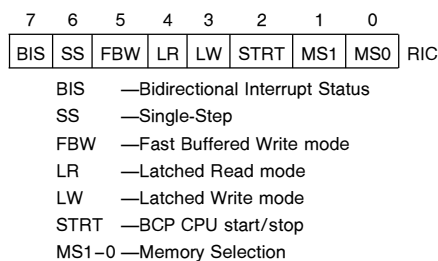 7 6 5 4 3 2 1 0
BIS SS FBW LR LW STRT MS1 MS0 RIC
BIS —Bidirectional Interrupt Status
SS —Single-Step
FBW —Fast Buffered Write mode
LR —Latched Read mode
LW —Latched Write mode
STRT —BCP CPU start/stop
MS1–0 —Memory Selection